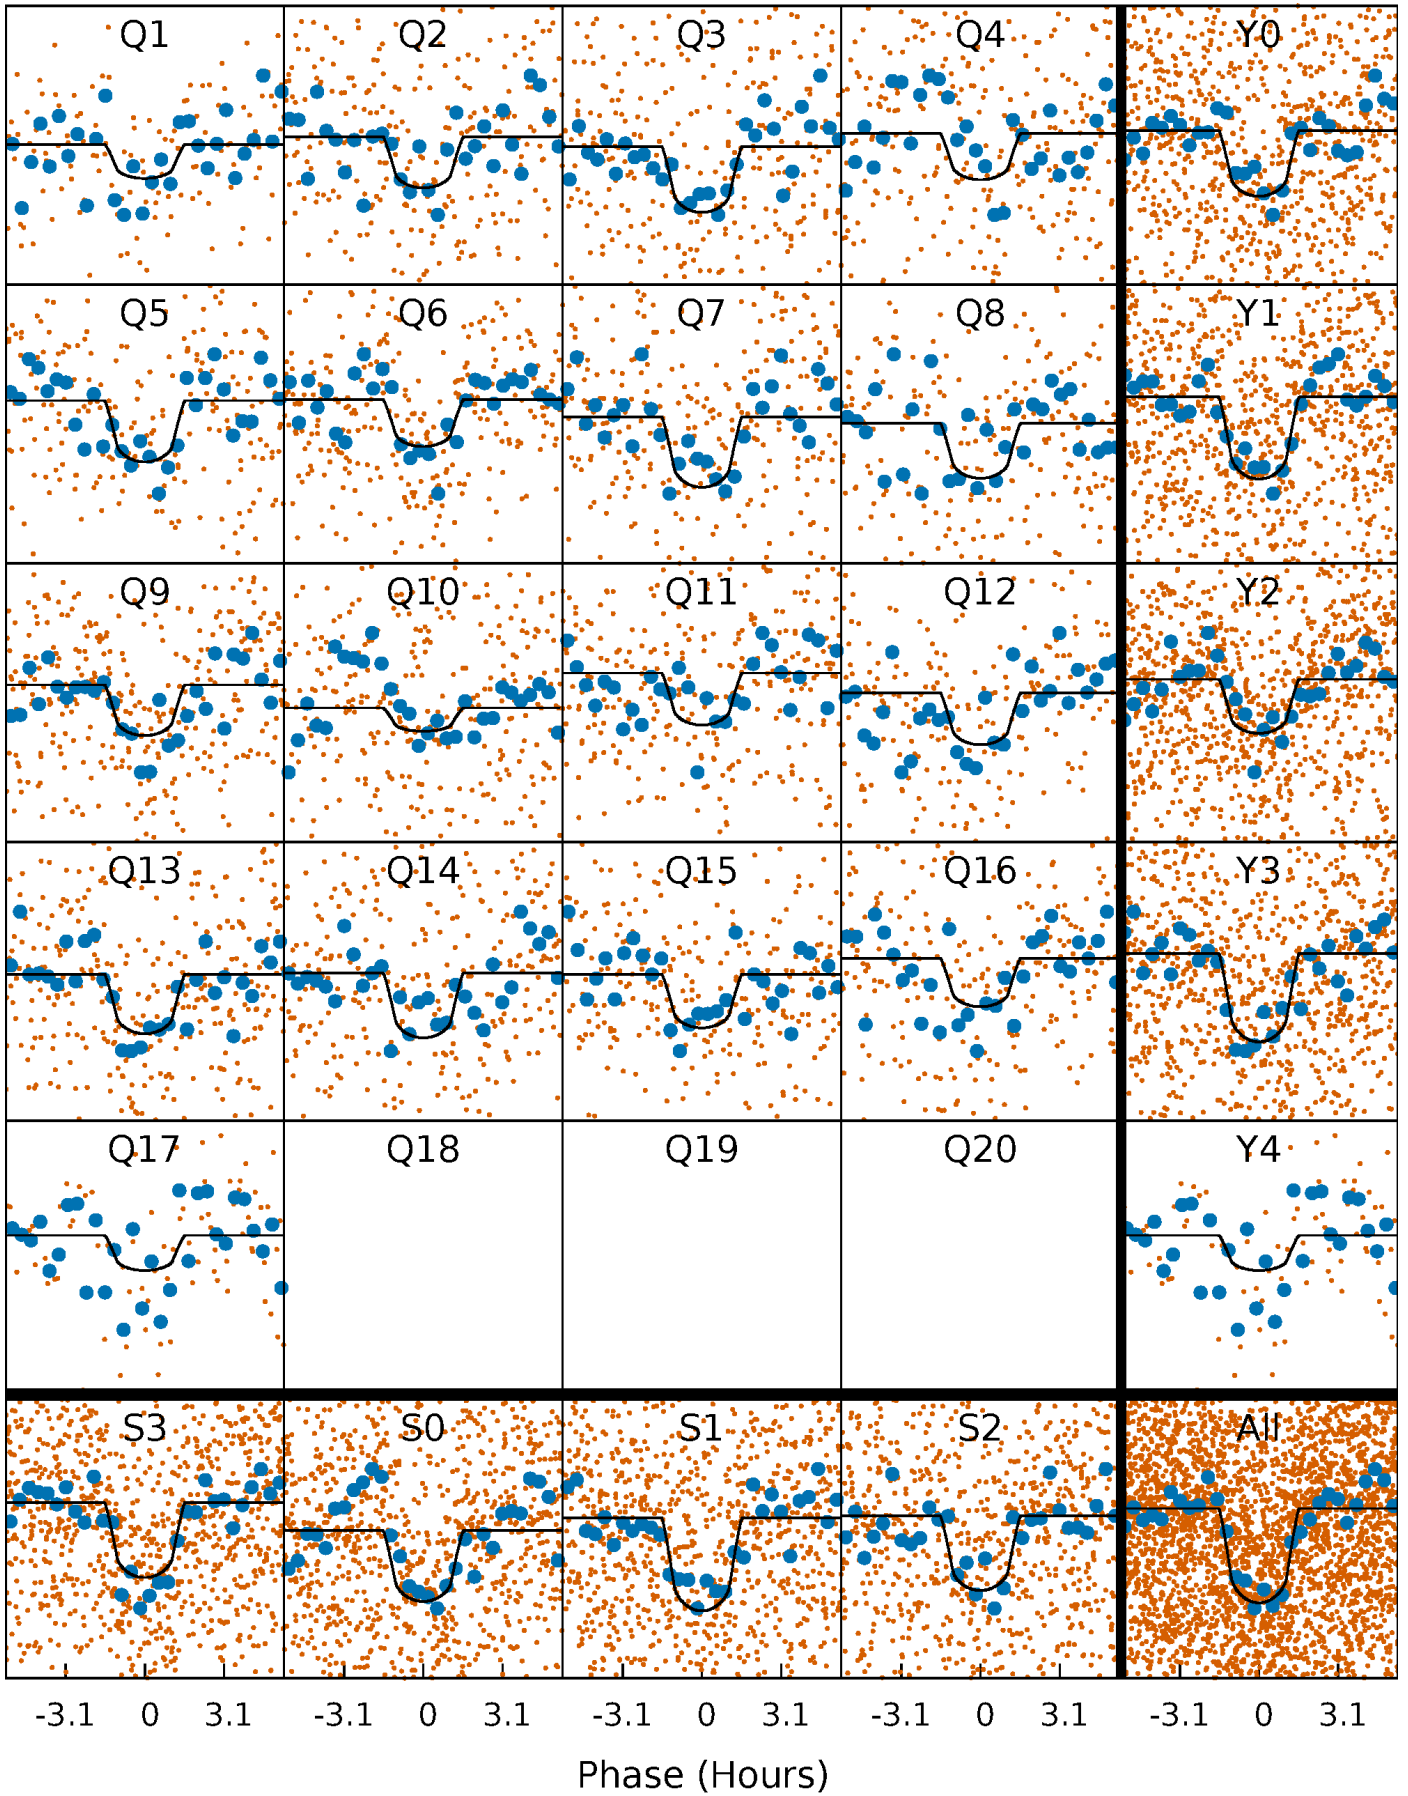 Q1 Q2 Q3 Q4 Y0
Q5 Q6 Q7 Q8 Y1
Q9 Q10 Q11 Q12 Y2
Q13 Q14 Q15 Q16 Y3
Q17 Q18 Q19 Q20 Y4
S3 S0 S1 S2 All
-3.1 0 3.1 -3.1 0 3.1 -3.1 0 3.1 -3.1 0 3.1 -3.1 0 3.1
Phase (Hours)